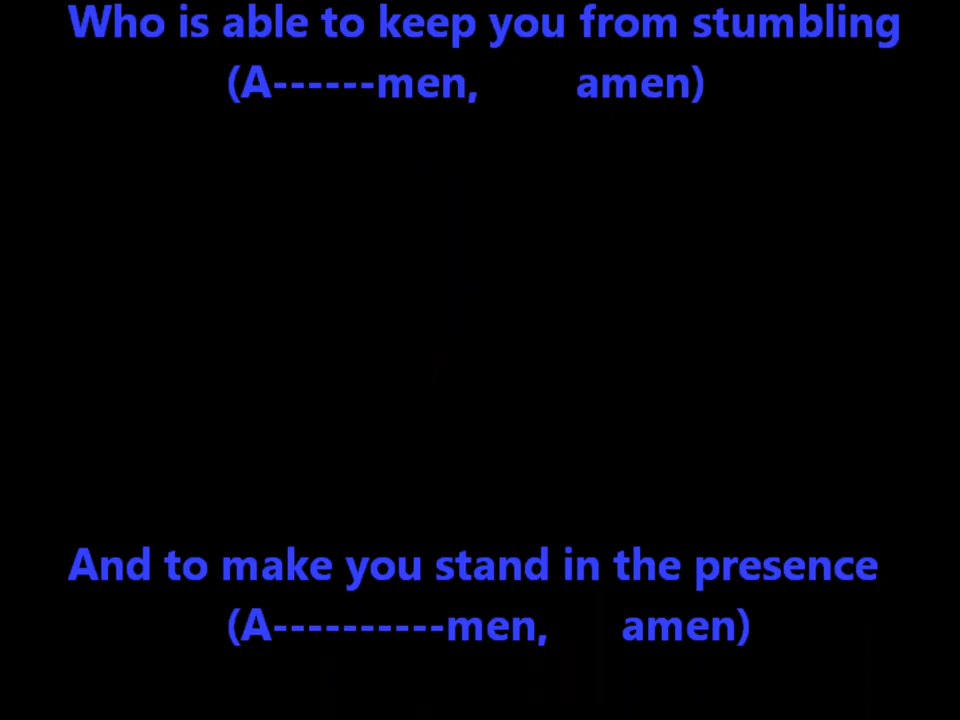 Who is able to keep you from stumbling
(A------men, amen)
And to make you stand in the presence
(A----------men, amen)